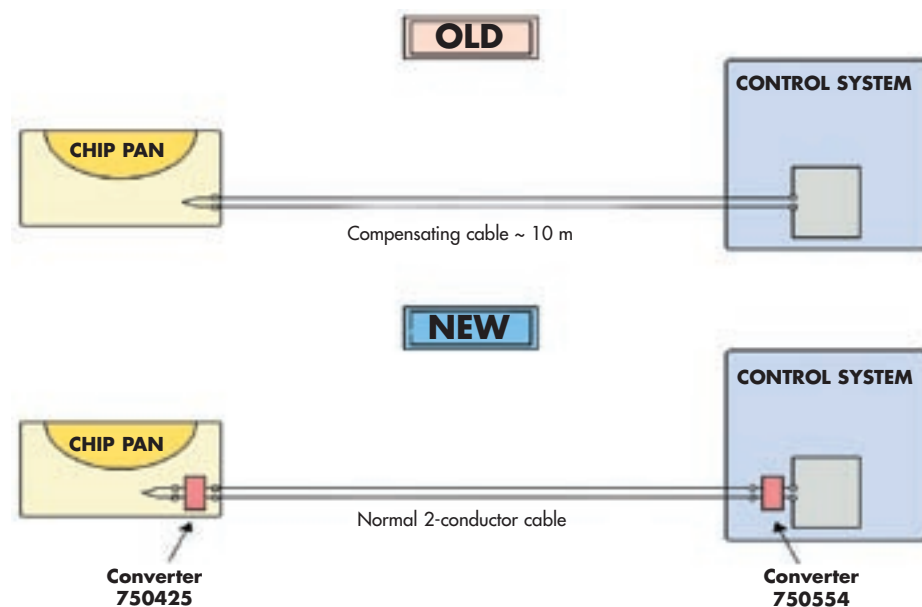 OLD
CONTROL SYSTEM
CHIP PAN
Compensating cable ~ 10 m
NEW
CONTROL SYSTEM
CHIP PAN
Normal 2-conductor cable
Converter
750425
Converter
750554